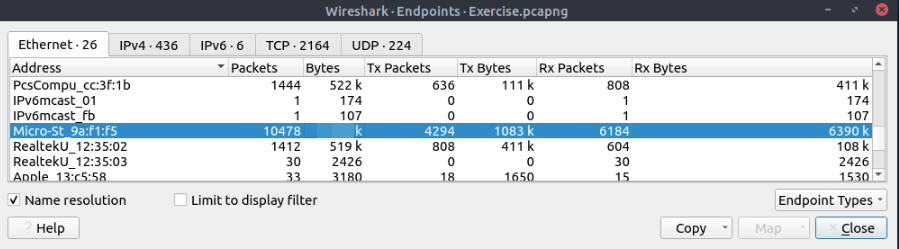 Wireshark · Endpoints · Exercise.pcapng
Ethernet · 26 IPv4 · 436 IPv6 · 6 TCP · 2164 UDP · 224
Address Packets Bytes Tx Packets Tx Bytes Rx Packets Rx Bytes
PcsCompu_cc:3f:1b 1444 522 k 636 111 k 808 411 k
IPv6mcast_01 1 174 0 0 1 174
IPv6mcast_fb 1 107 0 0 1 107
Micro-St_9a:f1:f5 10478 k 4294 1083 k 6184 6390 k
RealtekU_12:35:02 1412 519 k 808 411 k 604 108 k
RealtekU_12:35:03 30 2426 0 0 30 2426
Apple_13:c5:58 33 3180 18 1650 15 1530
Name resolution Limit to display filter Endpoint Types
Help Copy Map Close